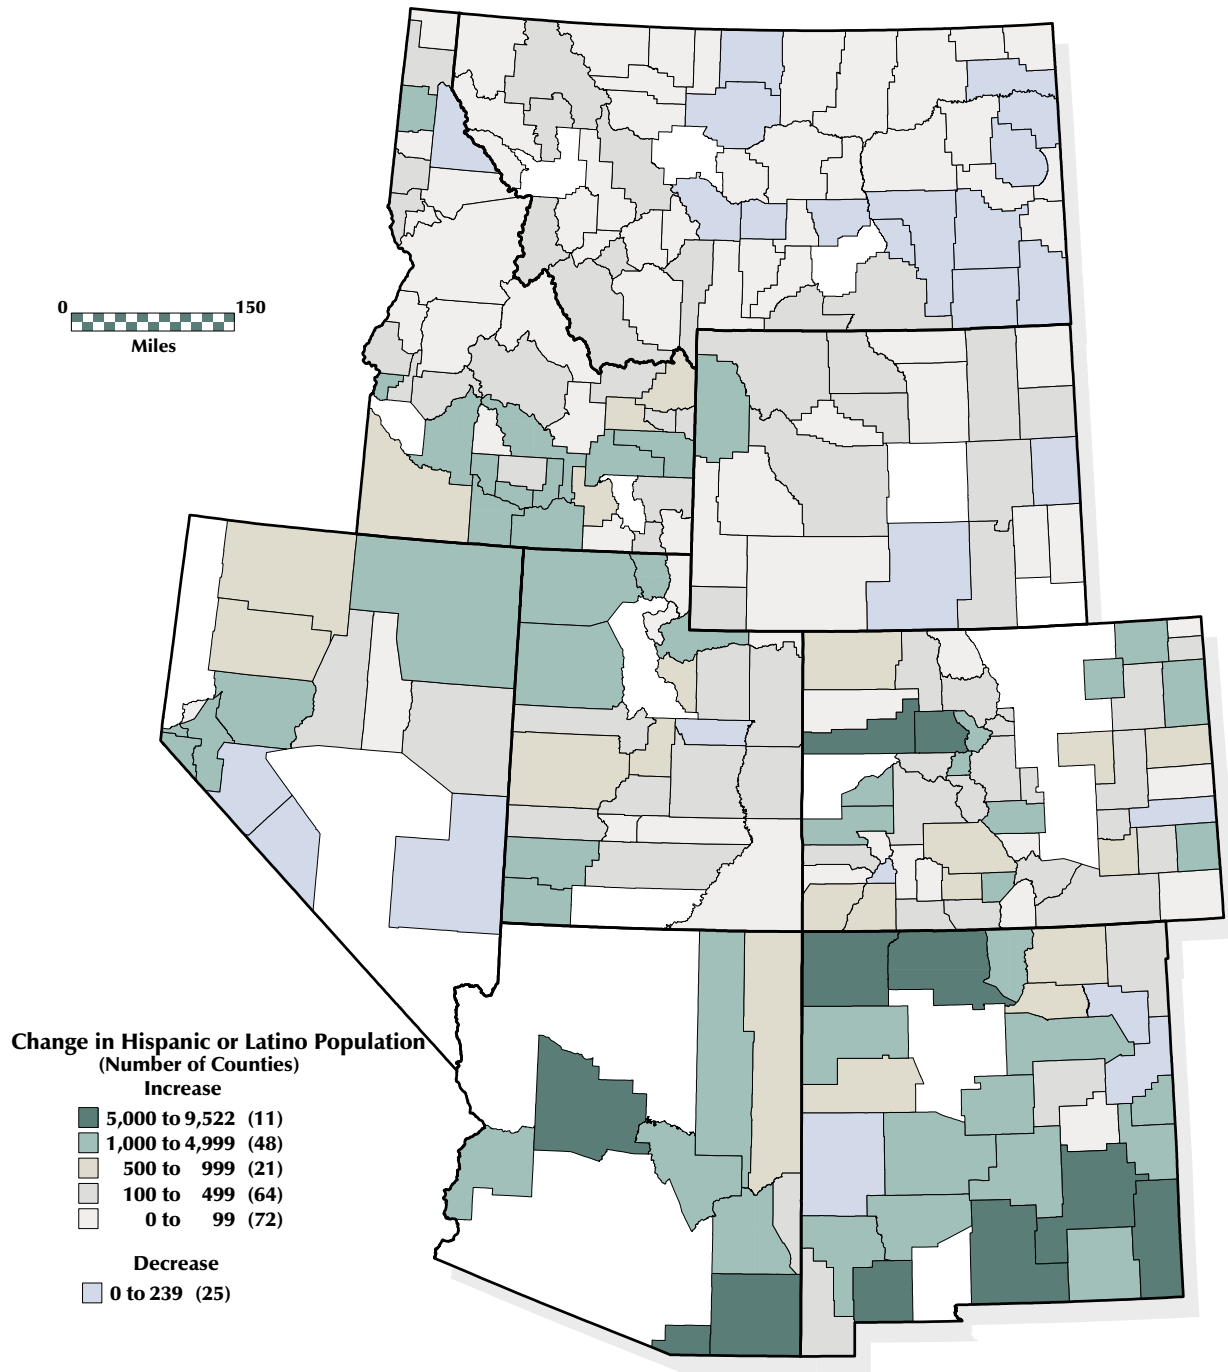 0 150
Miles
Change in Hispanic or Latino Population
(Number of Counties)
Increase
5,000 to 9,522 (11)
1,000 to 4,999 (48)
500 to 999 (21)
100 to 499 (64)
0 to 99 (72)
Decrease
0 to 239 (25)